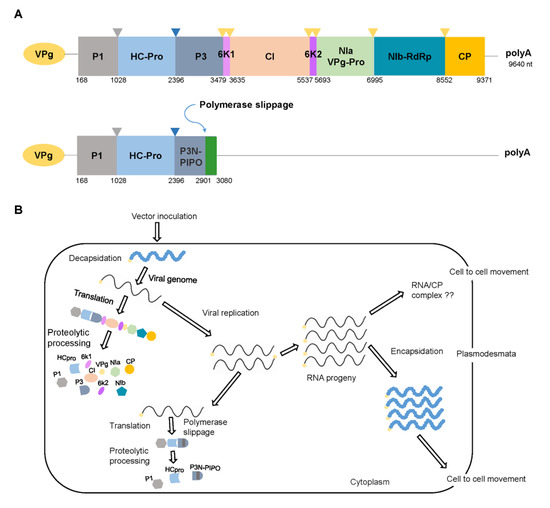 A
VPg P1 HC-Pro P3 6K1 CI 6K2 NIa NIb-RdRp CP polyA
VPg-Pro
9640 nt
168 1028 2396 3479 3635 5537 5693 6995 8552 9371
Polymerase slippage
VPg P1 HC-Pro P3N- polyA
PIPO
168 1028 2396 2901 3080
B
Vector inoculation
Decapsidation
Viral genome
Translation
Proteolytic
processing
HCpro 6k1 VPg NIa CP
P1 P3 CI 6k2 NIb
Viral replication
RNA progeny
RNA/CP
complex ??
Cell to cell movement
Encapsidation
Plasmodesmata
Translation
Polymerase
slippage
Proteolytic
processing
P1 HCpro P3N-PIPO
Cytoplasm
Cell to cell movement